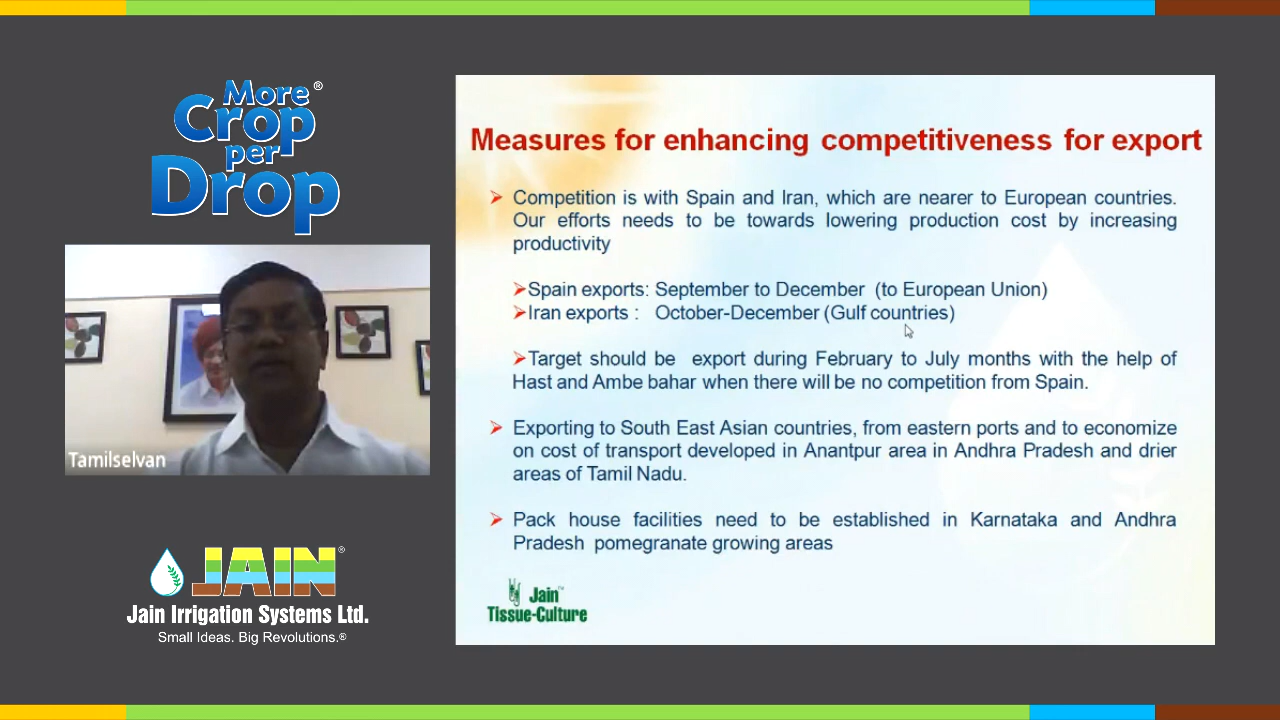 More®
Crop
per
Drop
Tamilselvan
JAIN®
Jain Irrigation Systems Ltd.
Small Ideas. Big Revolutions.®
Measures for enhancing competitiveness for export
Competition is with Spain and Iran, which are nearer to European countries.
Our efforts needs to be towards lowering production cost by increasing
productivity
Spain exports: September to December (to European Union)
Iran exports : October-December (Gulf countries)
Target should be export during February to July months with the help of
Hast and Ambe bahar when there will be no competition from Spain.
Exporting to South East Asian countries, from eastern ports and to economize
on cost of transport developed in Anantpur area in Andhra Pradesh and drier
areas of Tamil Nadu.
Pack house facilities need to be established in Karnataka and Andhra
Pradesh pomegranate growing areas
Jain™
Tissue-Culture